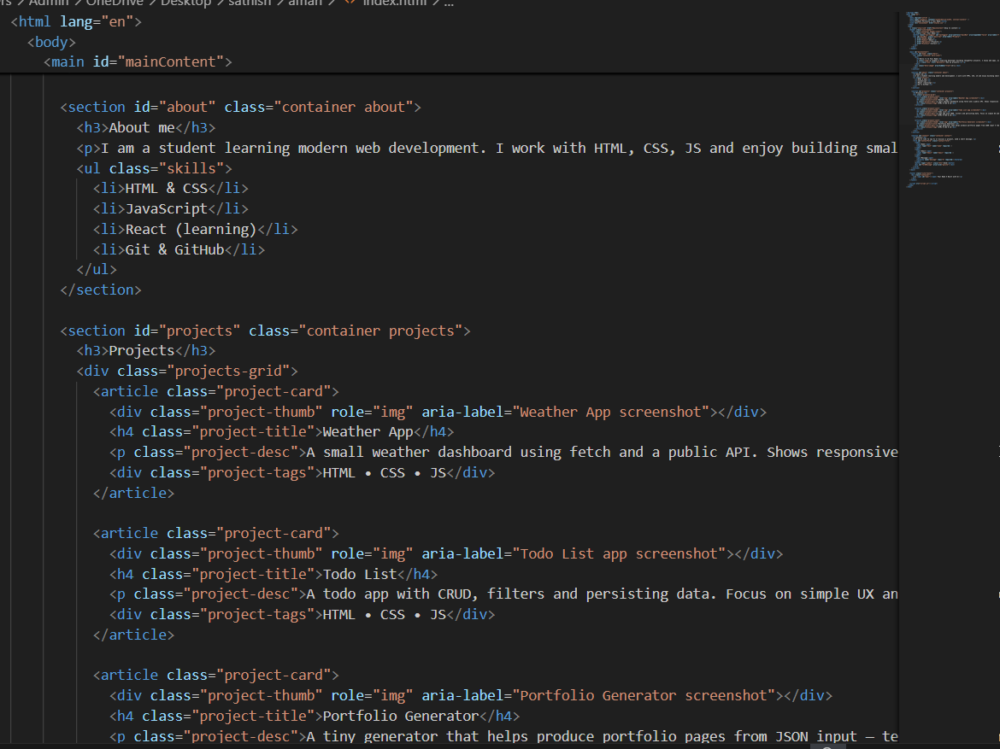 Admin > OneDrive > Desktop > sathish > aman > <> index.html > ...
<html lang="en">
<body>
<main id="mainContent">
<section id="about" class="container about">
<h3>About me</h3>
<p>I am a student learning modern web development. I work with HTML, CSS, JS and enjoy building smal
<ul class="skills">
<li>HTML & CSS</li>
<li>JavaScript</li>
<li>React (learning)</li>
<li>Git & GitHub</li>
</ul>
</section>
<section id="projects" class="container projects">
<h3>Projects</h3>
<div class="projects-grid">
<article class="project-card">
<div class="project-thumb" role="img" aria-label="Weather App screenshot"></div>
<h4 class="project-title">Weather App</h4>
<p class="project-desc">A small weather dashboard using fetch and a public API. Shows responsive
<div class="project-tags">HTML • CSS • JS</div>
</article>
<article class="project-card">
<div class="project-thumb" role="img" aria-label="Todo List app screenshot"></div>
<h4 class="project-title">Todo List</h4>
<p class="project-desc">A todo app with CRUD, filters and persisting data. Focus on simple UX an
<div class="project-tags">HTML • CSS • JS</div>
</article>
<article class="project-card">
<div class="project-thumb" role="img" aria-label="Portfolio Generator screenshot"></div>
<h4 class="project-title">Portfolio Generator</h4>
<p class="project-desc">A tiny generator that helps produce portfolio pages from JSON input — te